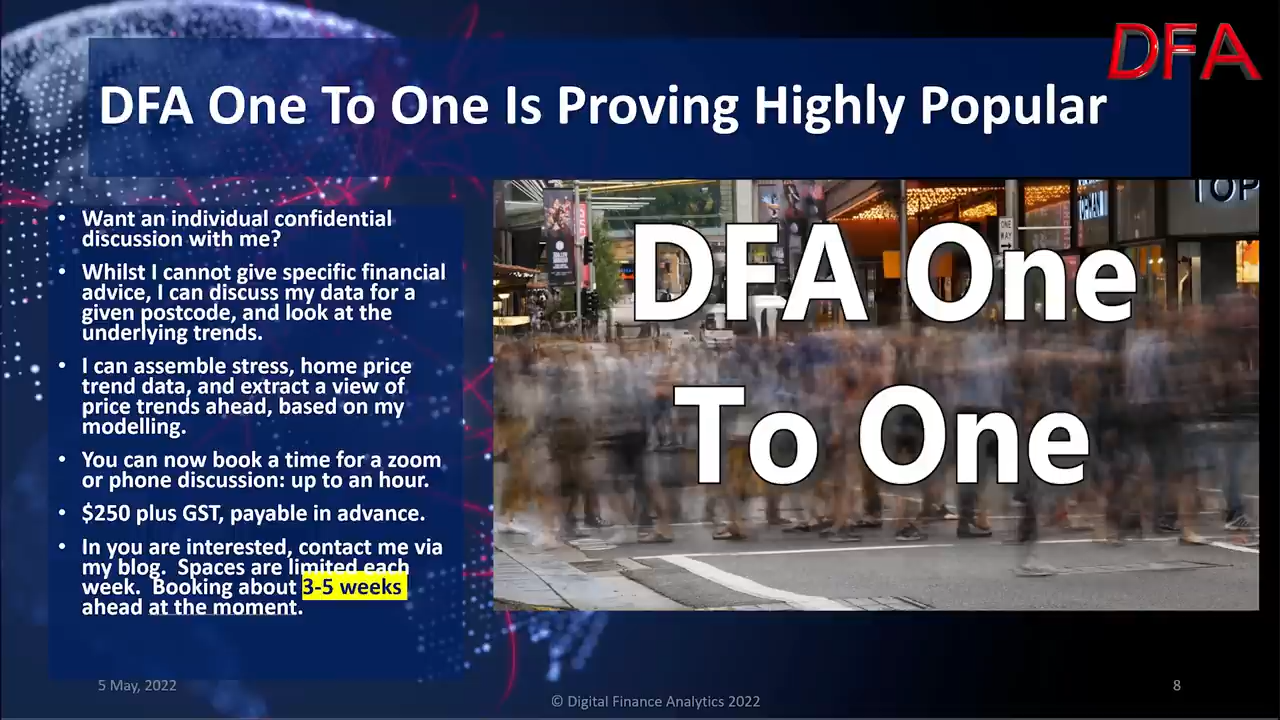 DFA
DFA One To One Is Proving Highly Popular
• Want an individual confidential
discussion with me?
• Whilst I cannot give specific financial
advice, I can discuss my data for a
given postcode, and look at the
underlying trends.
• I can assemble stress, home price
trend data, and extract a view of
price trends ahead, based on my
modelling.
• You can now book a time for a zoom
or phone discussion: up to an hour.
• $250 plus GST, payable in advance.
• In you are interested, contact me via
my blog. Spaces are limited each
week. Booking about 3-5 weeks
ahead at the moment.
TOP
ONE
WAY
DFA One
To One
5 May, 2022
© Digital Finance Analytics 2022
8